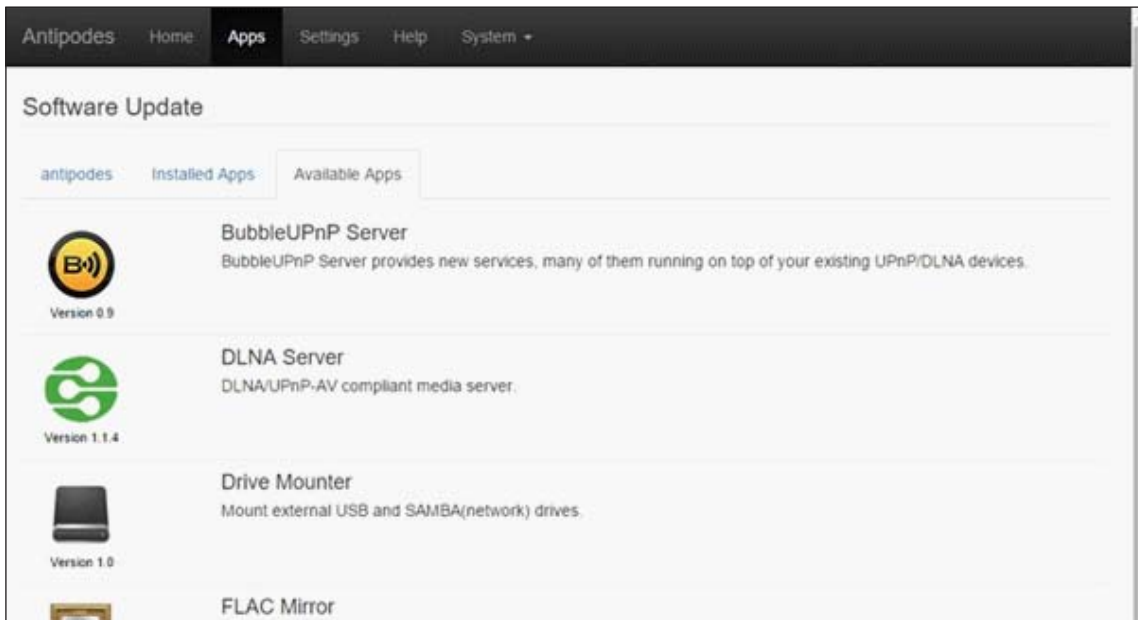 Antipodes Home Apps Settings Help System
Software Update
antipodes Installed Apps Available Apps
BubbleUPnP Server
BubbleUPnP Server provides new services, many of them running on top of your existing UPnP/DLNA devices.
B
Version 0.9
DLNA Server
DLNA/UPnP-AV compliant media server.
Version 1.1.4
Drive Mounter
Mount external USB and SAMBA(network) drives.
Version 1.0
FLAC Mirror